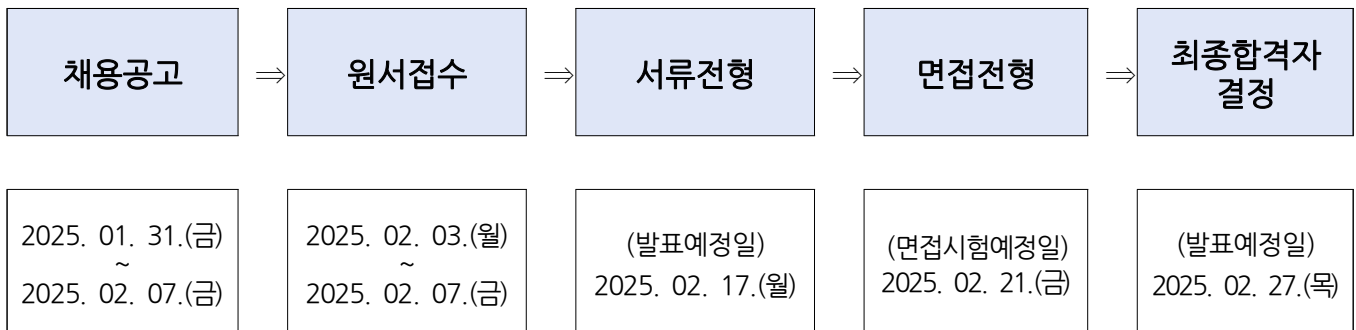 채용공고 ⇒ 원서접수 ⇒ 서류전형 ⇒ 면접전형 ⇒ 최종합격자
결정
2025. 01. 31.(금)
~
2025. 02. 07.(금)
2025. 02. 03.(월)
~
2025. 02. 07.(금)
(발표예정일)
2025. 02. 17.(월)
(면접시험예정일)
2025. 02. 21.(금)
(발표예정일)
2025. 02. 27.(목)